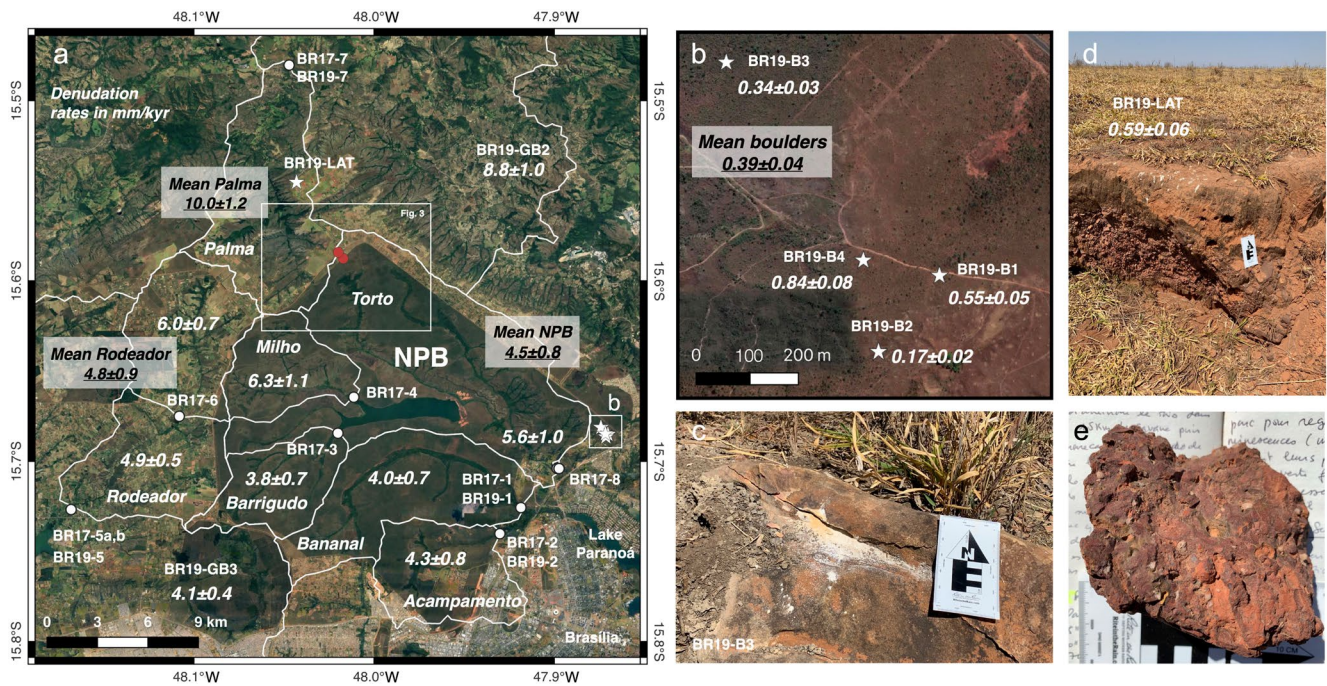 48.1°W
48.0°W
47.9°W
a
BR17-7
BR19-7
Denudation
rates in mm/kyr
15.5°S
15.5°S
BR19-GB2
8.8±1.0
BR19-LAT
Mean Palma
10.0±1.2
Fig. 3
Palma
15.6°S
15.6°S
Torto
6.0±0.7
Mean Rodeador
4.8±0.9
Milho
NPB
Mean NPB
4.5±0.8
6.3±1.1
BR17-4
BR17-6
b
5.6±1.0
BR17-3
15.7°S
15.7°S
4.9±0.5
3.8±0.7
4.0±0.7
BR17-1
BR19-1
BR17-8
Rodeador
Barrigudo
BR17-5a,b
BR19-5
Bananal
BR17-2
BR19-2
Lake
Paranoá
BR19-GB3
4.1±0.4
4.3±0.8
Acampamento
0 3 6 9 km
Brasília
15.8°S
15.8°S
48.1°W
48.0°W
47.9°W
b
BR19-B3
0.34±0.03
Mean boulders
0.39±0.04
BR19-B4
0.84±0.08
BR19-B1
0.55±0.05
BR19-B2
0.17±0.02
0 100 200 m
c
N
BR19-B3
d
BR19-LAT
0.59±0.06
e
10 CM